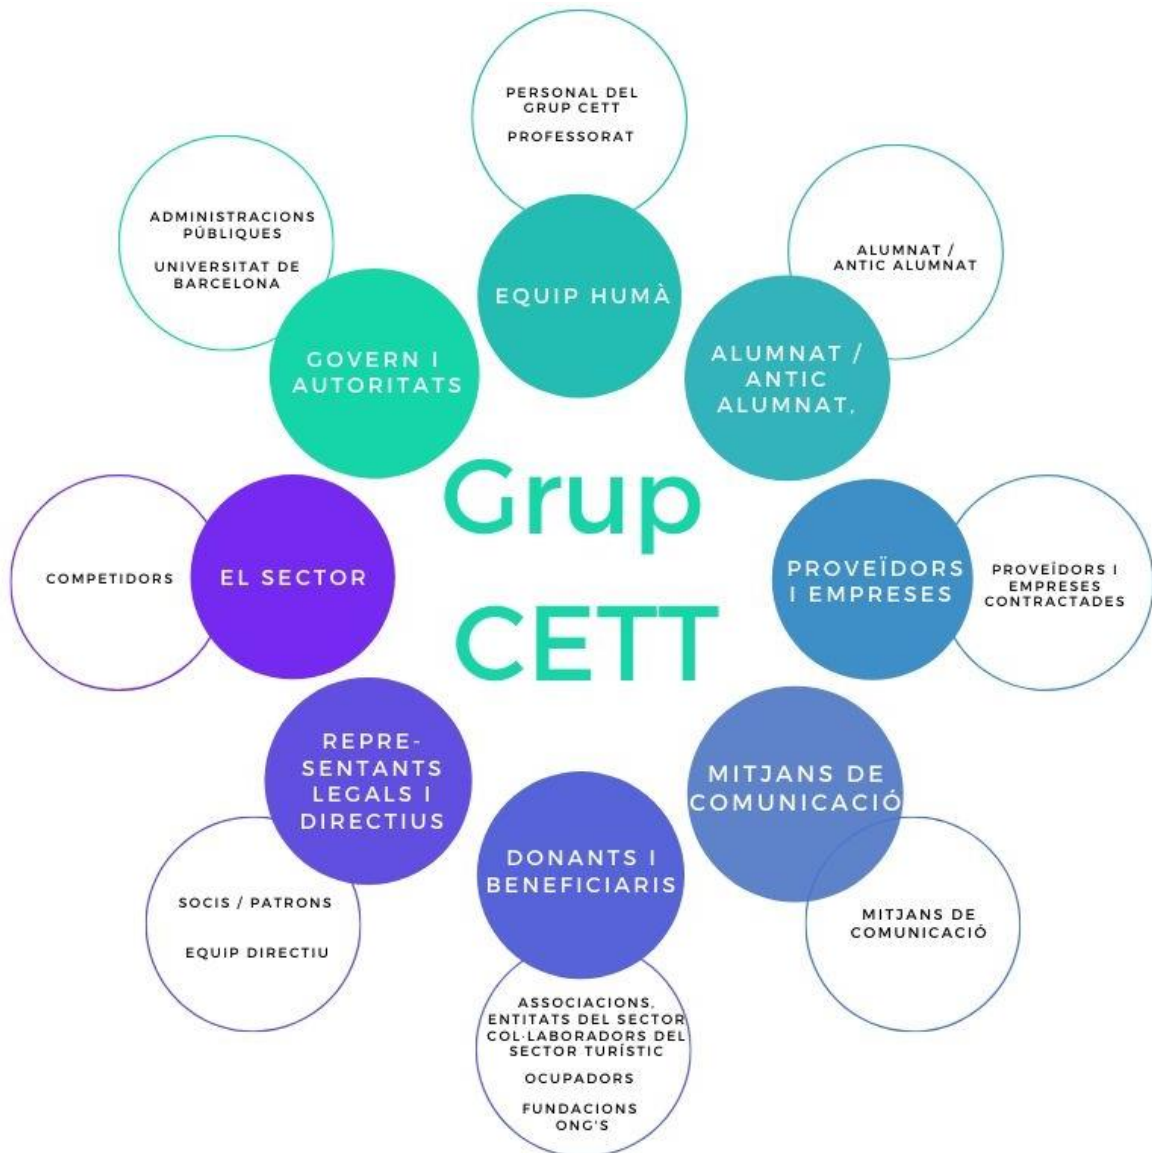 PERSONAL DEL
GRUP CETT
PROFESSORAT
EQUIP HUMÀ
ALUMNAT /
ANTIC ALUMNAT
ALUMNAT /
ANTIC
ALUMNAT,
PROVEÏDORS I
EMPRESES
CONTRACTADES
PROVEÏDORS
I EMPRESES
MITJANS DE
COMUNICACIÓ
MITJANS DE
COMUNICACIÓ
DONANTS I
BENEFICIARIS
ASSOCIACIONS,
ENTITATS DEL SECTOR
COL·LABORADORS DEL
SECTOR TURÍSTIC
OCUPADORS
FUNDACIONS
ONG'S
REPRE-
SENTANTS
LEGALS I
DIRECTIUS
SOCIS / PATRONS
EQUIP DIRECTIU
EL SECTOR
COMPETIDORS
GOVERN I
AUTORITATS
ADMINISTRACIONS
PÚBLIQUES
UNIVERSITAT DE
BARCELONA
Grup
CETT